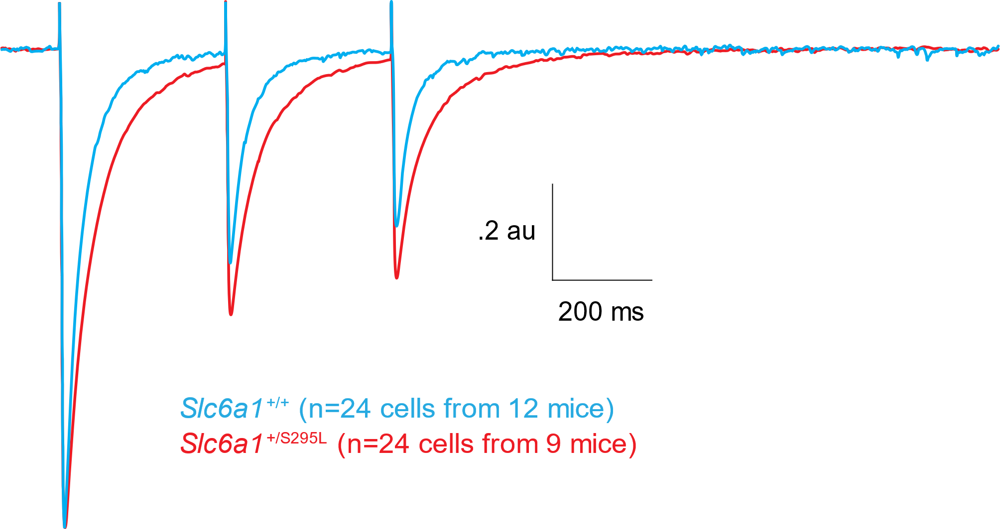 .2 au
200 ms
Slc6a1+/+ (n=24 cells from 12 mice)
Slc6a1+/S295L (n=24 cells from 9 mice)